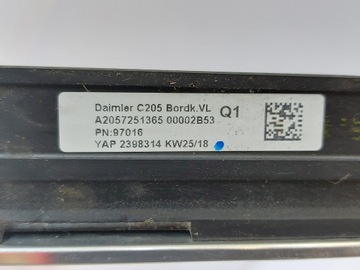 Daimler C205 Bordk.VL Q1
A2057251365 00002B53
PN:97016
YAP 2398314 KW25/18